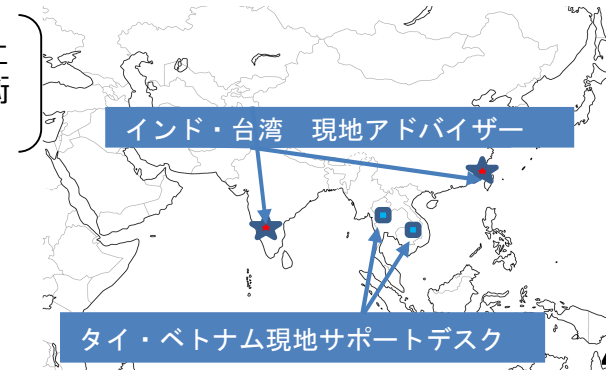 術
インド・台湾　現地アドバイザー
タイ・ベトナム現地サポートデスク